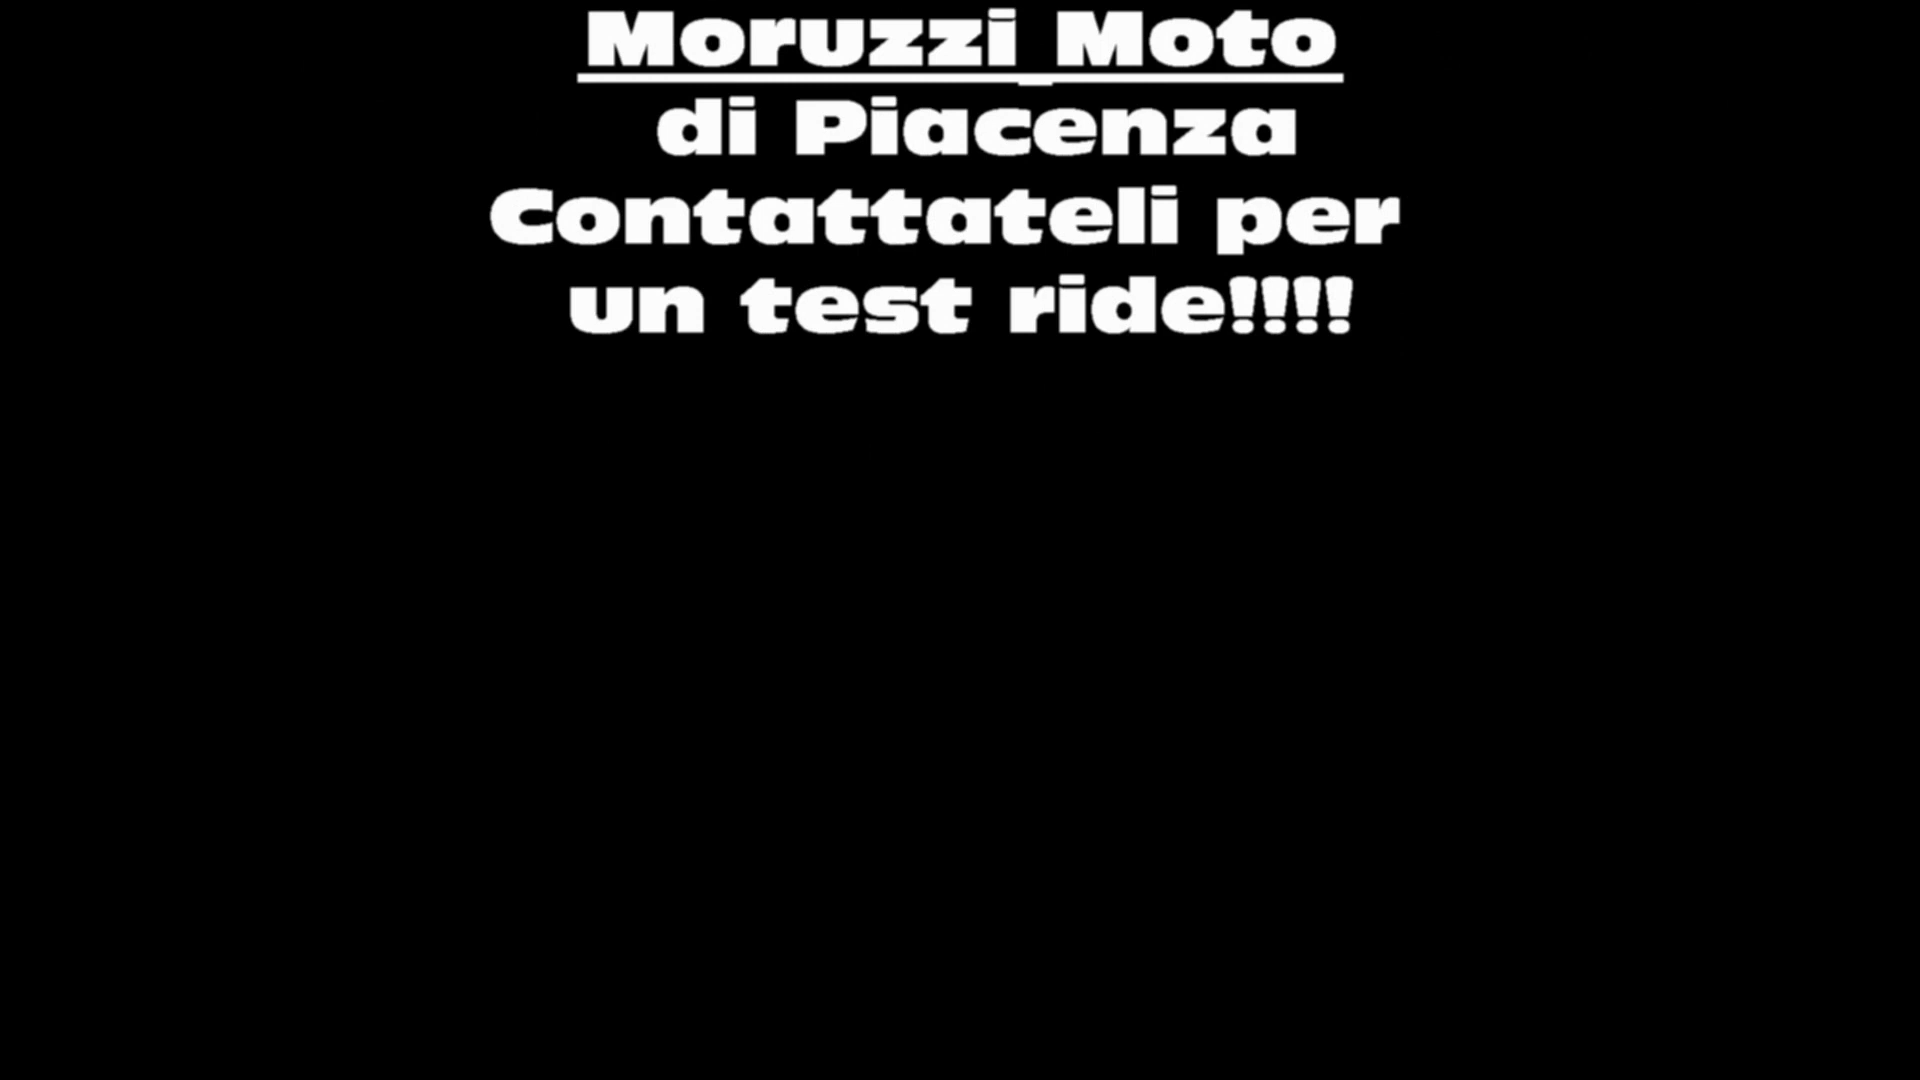 Moruzzi Moto
di Piacenza
Contattateli per
un test ride!!!!